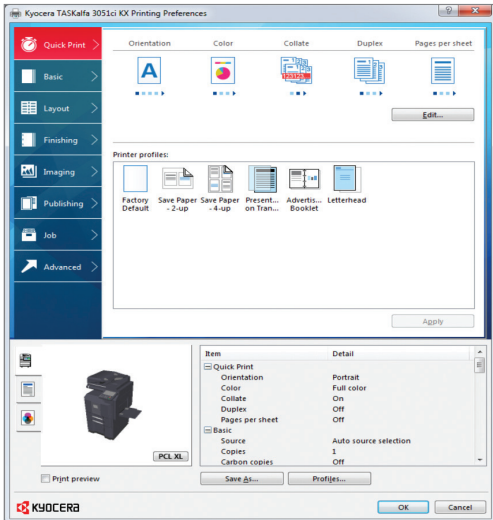 Kyocera TASKalfa 3051ci KX Printing Preferences
Quick Print
Basic
Layout
Finishing
Imaging
Publishing
Job
Advanced
Orientation Color Collate Duplex Pages per sheet
A
123123
Edit...
Printer profiles:
Factory Default
Save Paper - 2-up
Save Paper - 4-up
Present... on Tran...
Advertis... Booklet
Letterhead
Apply
Item Detail
Quick Print
Orientation Portrait
Color Full color
Collate On
Duplex Off
Pages per sheet Off
Basic
Source Auto source selection
Copies 1
Carbon copies Off
PCL XL
Print preview
Save As... Profiles...
KYOCERA
OK Cancel